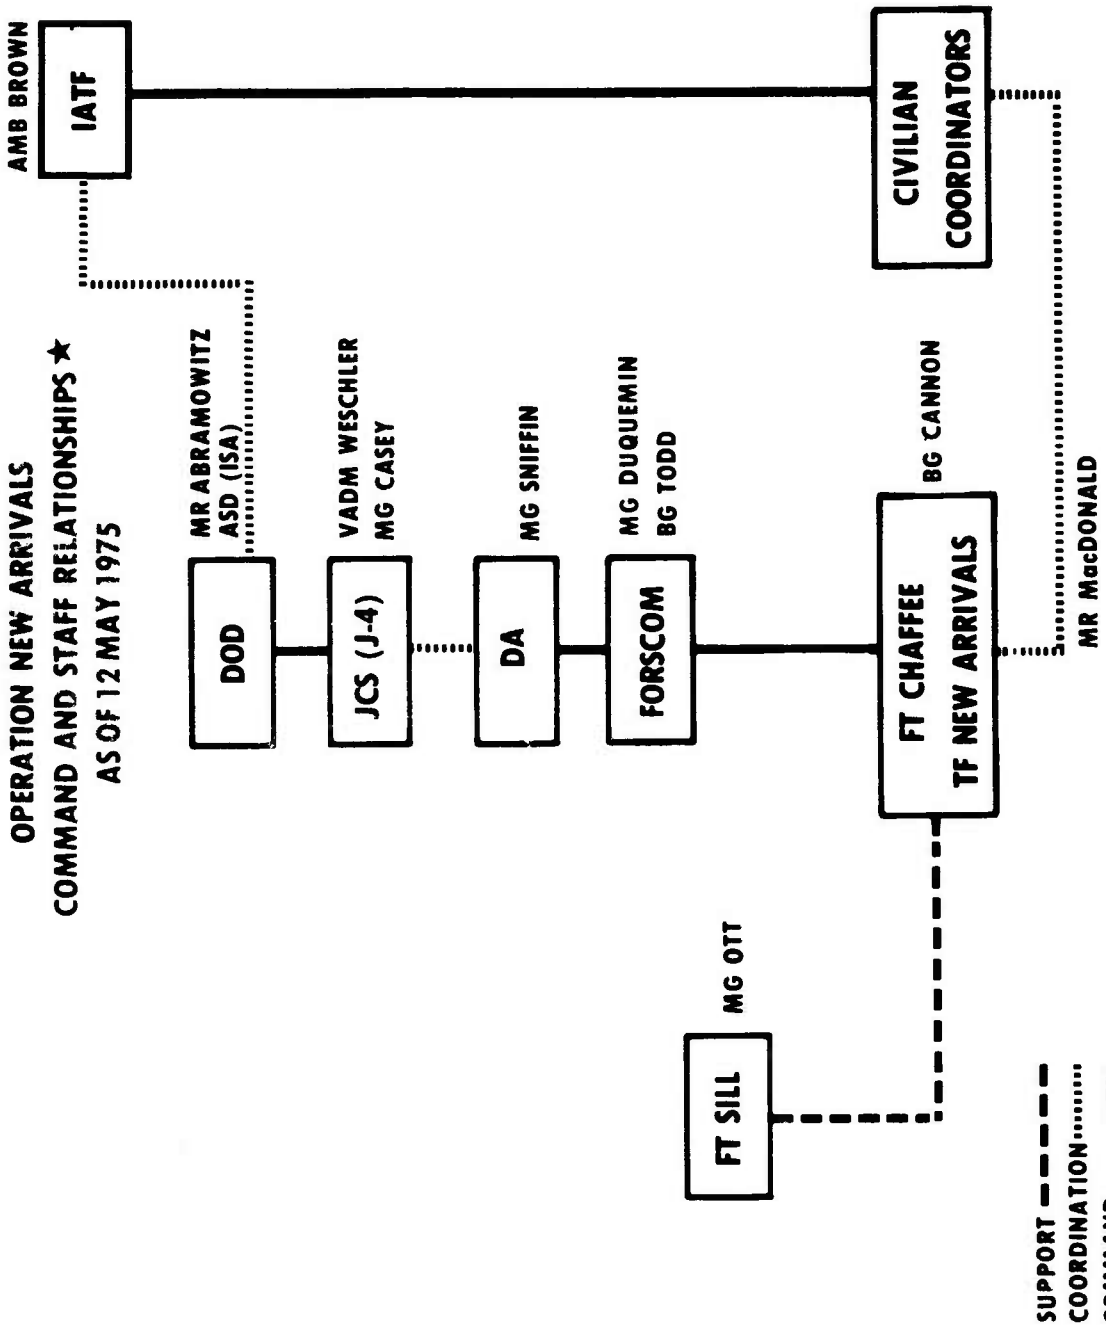 OPERATION NEW ARRIVALS
COMMAND AND STAFF RELATIONSHIPS ★
AS OF 12 MAY 1975
AMB BROWN
IATF
MR ABRAMOWITZ
ASD (ISA)
DOD
VADM WESCHLER
MG CASEY
JCS (J-4)
MG SNIFFIN
DA
MG DUQUEMIN
BG TODD
FORSCOM
MG OTT
FT SILL
BG CANNON
FT CHAFFEE
TF NEW ARRIVALS
CIVILIAN
COORDINATORS
MR MacDONALD
SUPPORT
COORDINATION